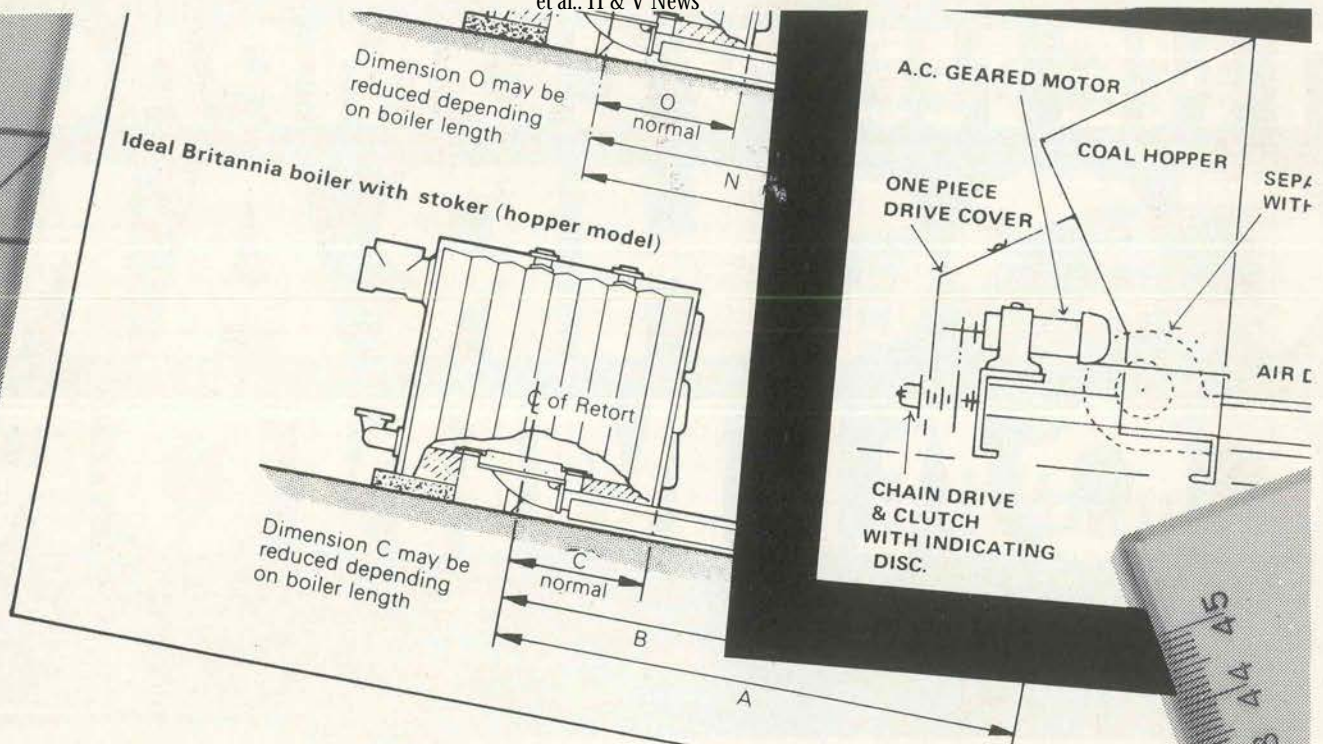 et al.: H & V News
Dimension O may be
reduced depending
on boiler length
O
normal
N
Ideal Britannia boiler with stoker (hopper model)
℄ of Retort
Dimension C may be
reduced depending
on boiler length
C
normal
B
A
A.C. GEARED MOTOR
COAL HOPPER
ONE PIECE
DRIVE COVER
WITH
AIR
CHAIN DRIVE
& CLUTCH
WITH INDICATING
DISC.
45
44